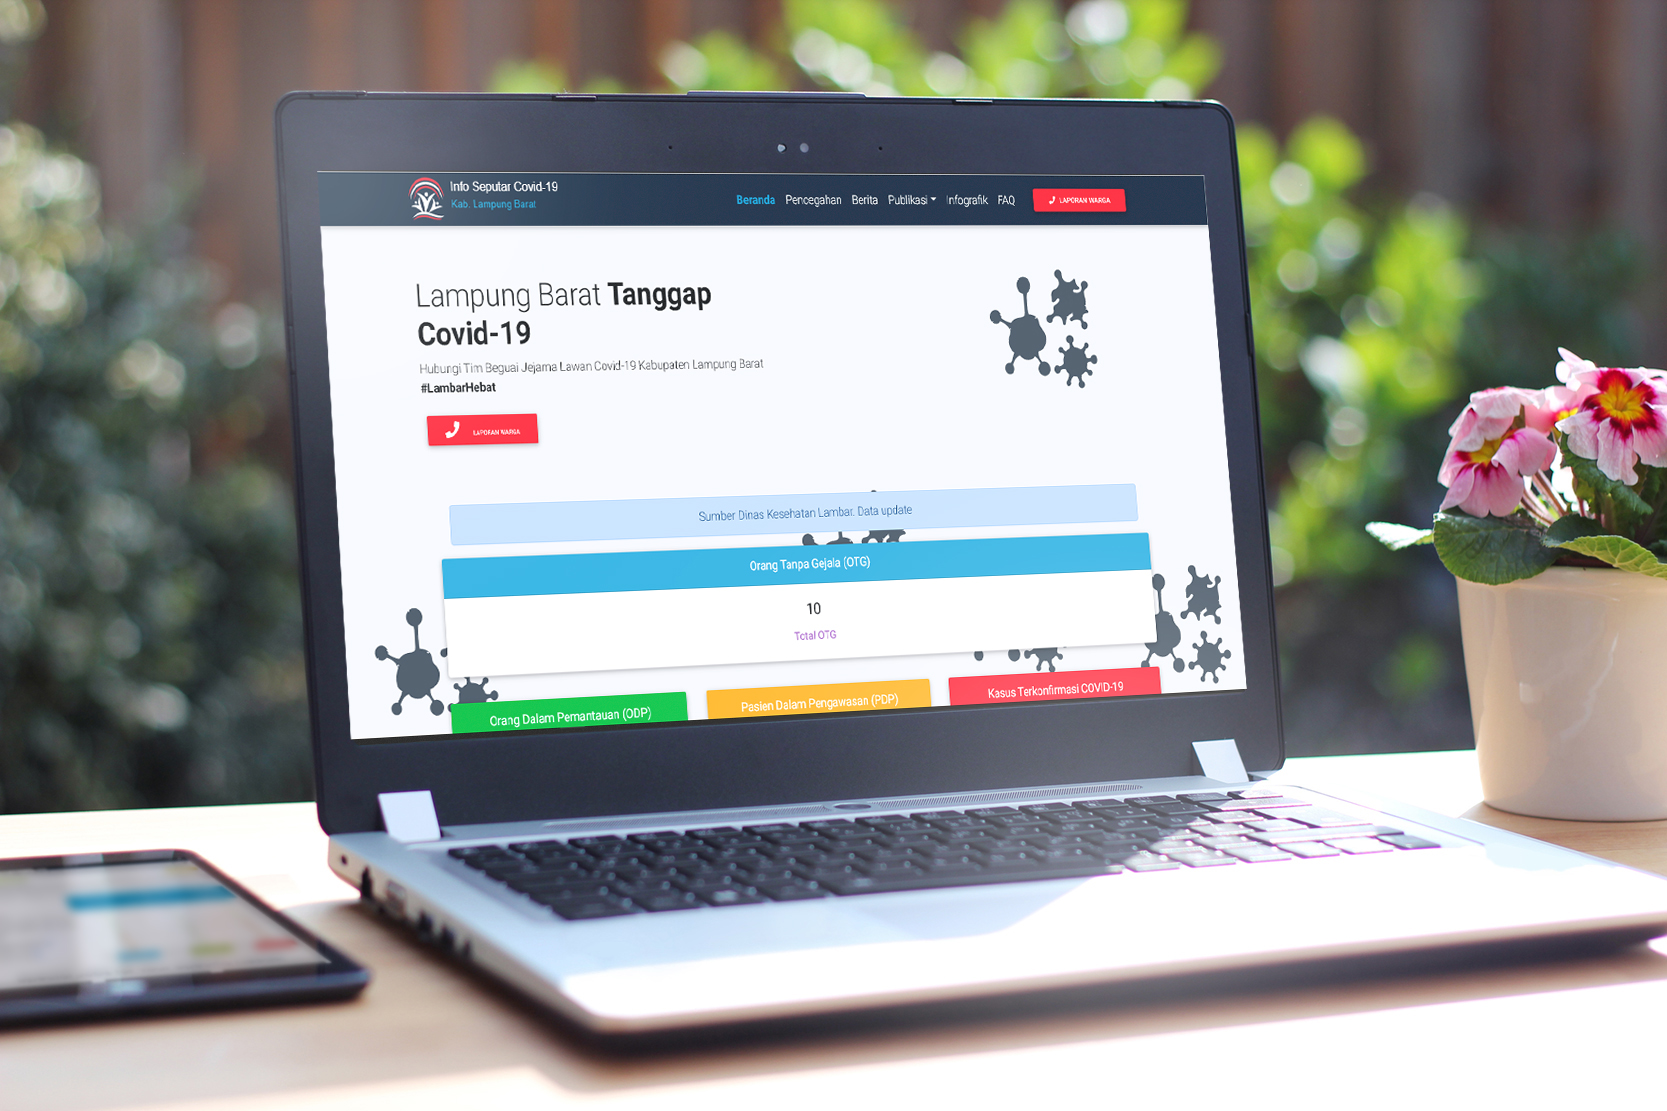 Info Seputar Covid-19
Kab. Lampung Barat
Beranda Pencegahan Berita Publikasi Infografik FAQ LAPORAN WARGA
Lampung Barat Tanggap
Covid-19
Hubungi Tim Beguai Jejama Lawan Covid-19 Kabupaten Lampung Barat
#LambarHebat
LAPORAN WARGA
Sumber Dinas Kesehatan Lambar. Data update
Orang Tanpa Gejala (OTG)
10
Total OTG
Orang Dalam Pemantauan (ODP)
Pasien Dalam Pengawasan (PDP)
Kasus Terkonfirmasi COVID-19